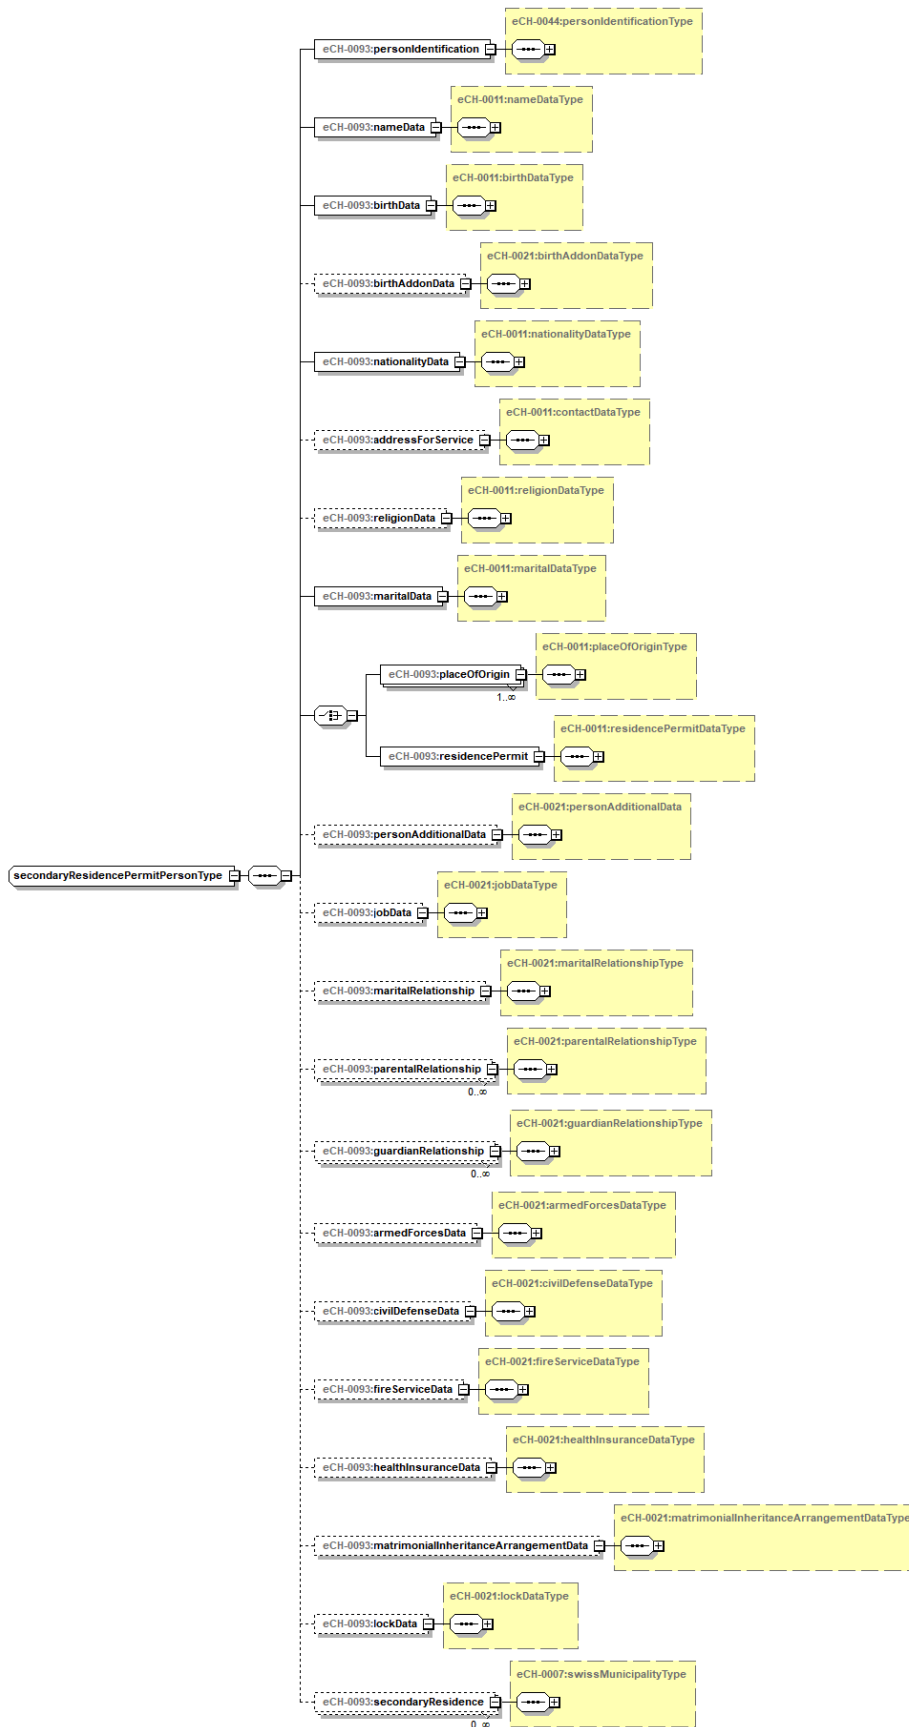 eCH-0044:personIdentificationType
eCH-0093:personIdentification
eCH-0011:nameDataType
eCH-0093:nameData
eCH-0011:birthDataType
eCH-0093:birthData
eCH-0021:birthAddonDataType
eCH-0093:birthAddonData
eCH-0011:nationalityDataType
eCH-0093:nationalityData
eCH-0011:contactDataType
eCH-0093:addressForService
eCH-0011:religionDataType
eCH-0093:religionData
eCH-0011:maritalDataType
eCH-0093:maritalData
eCH-0011:placeOfOriginType
eCH-0093:placeOfOrigin
1..∞
eCH-0011:residencePermitDataType
eCH-0093:residencePermit
eCH-0021:personAdditionalData
eCH-0093:personAdditionalData
secondaryResidencePermitPersonType
eCH-0021:jobDataType
eCH-0093:jobData
eCH-0021:maritalRelationshipType
eCH-0093:maritalRelationship
eCH-0021:parentalRelationshipType
eCH-0093:parentalRelationship
0..∞
eCH-0021:guardianRelationshipType
eCH-0093:guardianRelationship
0..∞
eCH-0021:armedForcesDataType
eCH-0093:armedForcesData
eCH-0021:civilDefenseDataType
eCH-0093:civilDefenseData
eCH-0021:fireServiceDataType
eCH-0093:fireServiceData
eCH-0021:healthInsuranceDataType
eCH-0093:healthInsuranceData
eCH-0021:matrimonialInheritanceArrangementDataType
eCH-0093:matrimonialInheritanceArrangementData
eCH-0021:lockDataType
eCH-0093:lockData
eCH-0007:swissMunicipalityType
eCH-0093:secondaryResidence
0..∞